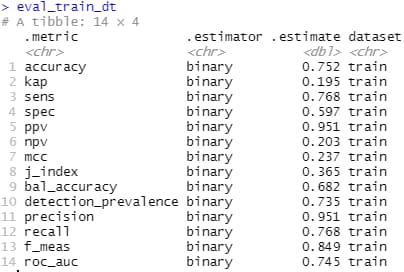 > eval_train_dt
# A tibble: 14 × 4
.metric .estimator .estimate dataset
<chr> <chr> <dbl> <chr>
1 accuracy binary 0.752 train
2 kap binary 0.195 train
3 sens binary 0.768 train
4 spec binary 0.597 train
5 ppv binary 0.951 train
6 npv binary 0.203 train
7 mcc binary 0.237 train
8 j_index binary 0.365 train
9 bal_accuracy binary 0.682 train
10 detection_prevalence binary 0.735 train
11 precision binary 0.951 train
12 recall binary 0.768 train
13 f_meas binary 0.849 train
14 roc_auc binary 0.745 train